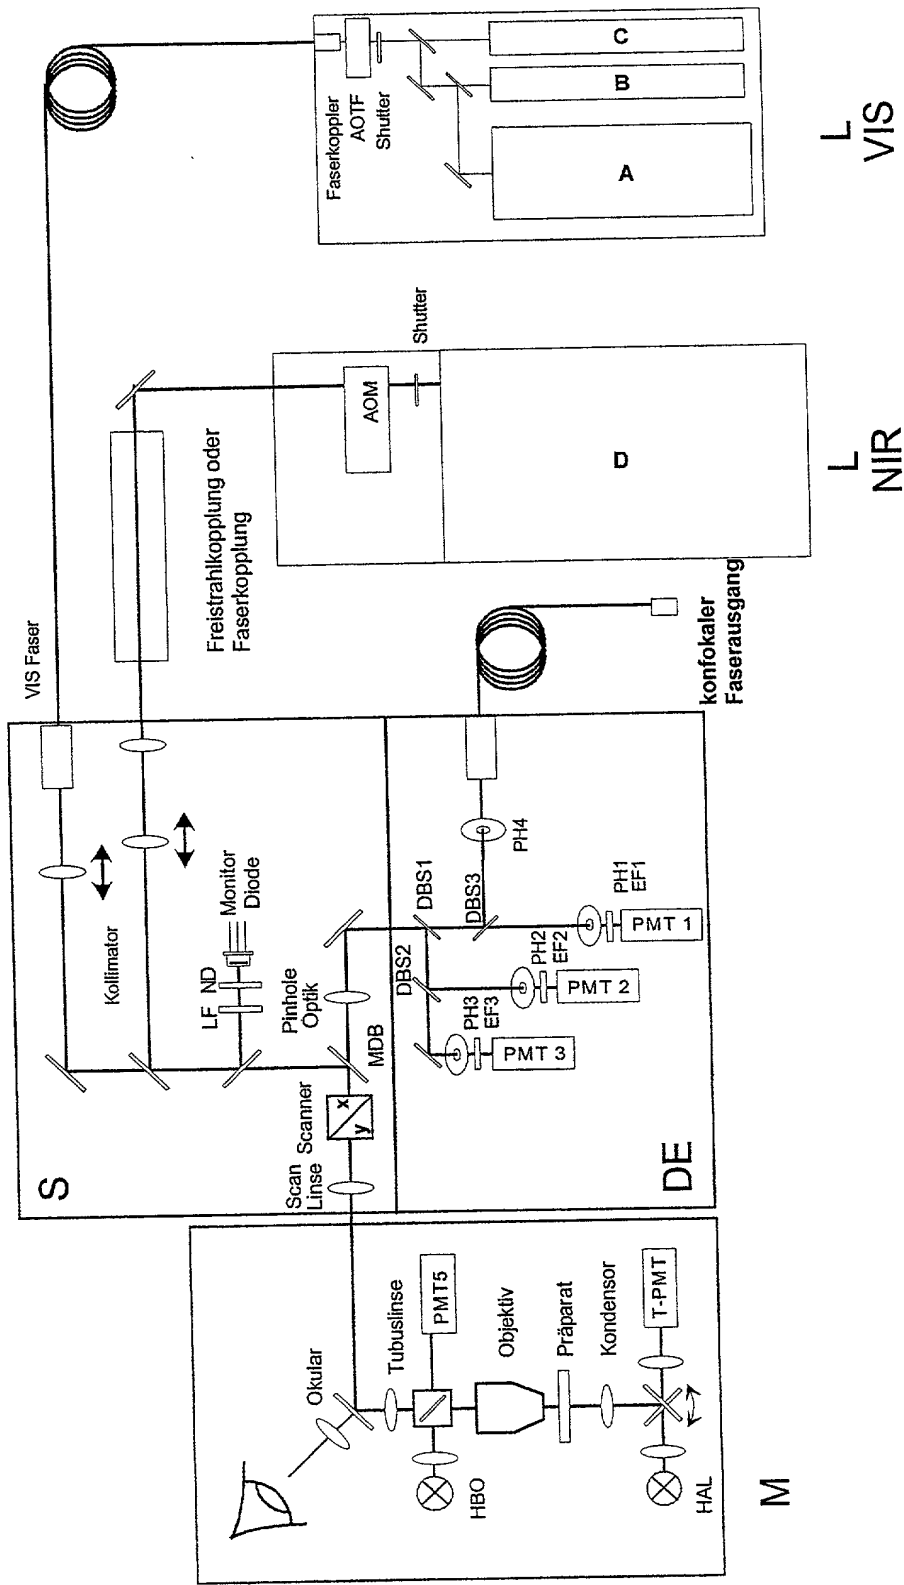 S
VIS Faser
Kollimator
Freistrahlkopplung oder
Faserkopplung
LF ND
Monitor
Diode
Pinhole
Optik
MDB
Scanner
x
y
Scan
Linse
DE
DBS1
DBS2
DBS3
PH4
PH1
EF1
PMT 1
PH2
EF2
PMT 2
PH3
EF3
PMT 3
konfokaler
Faserausgang
Faserkoppler
AOTF
Shutter
C
B
A
L
VIS
Shutter
AOM
D
L
NIR
Okular
Tubuslinse
PMT5
HBO
Objektiv
Präparat
Kondensor
T-PMT
HAL
M